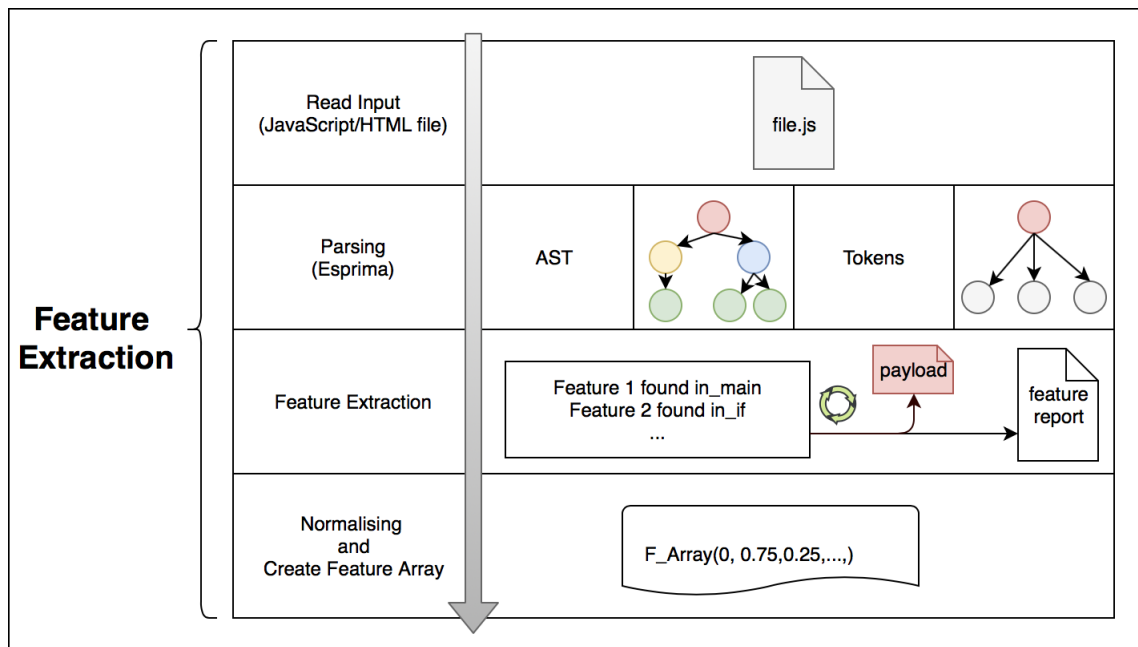 Feature
Extraction
Read Input
(JavaScript/HTML file)
file.js
Parsing
(Esprima)
AST
Tokens
Feature Extraction
Feature 1 found in_main
Feature 2 found in_if
...
payload
feature
report
Normalising
and
Create Feature Array
F_Array(0, 0.75,0.25,...,)